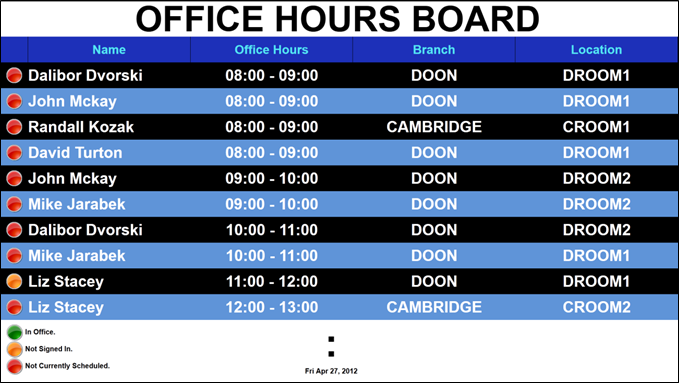 OFFICE HOURS BOARD
Name Office Hours Branch Location
Dalibor Dvorski 08:00 - 09:00 DOON DROOM1
John Mckay 08:00 - 09:00 DOON DROOM1
Randall Kozak 08:00 - 09:00 CAMBRIDGE CROOM1
David Turton 08:00 - 09:00 DOON DROOM1
John Mckay 09:00 - 10:00 DOON DROOM2
Mike Jarabek 09:00 - 10:00 DOON DROOM2
Dalibor Dvorski 10:00 - 11:00 DOON DROOM2
Mike Jarabek 10:00 - 11:00 DOON DROOM1
Liz Stacey 11:00 - 12:00 DOON DROOM1
Liz Stacey 12:00 - 13:00 CAMBRIDGE CROOM2
In Office.
Not Signed In.
:
Not Currently Scheduled.
Fri Apr 27, 2012